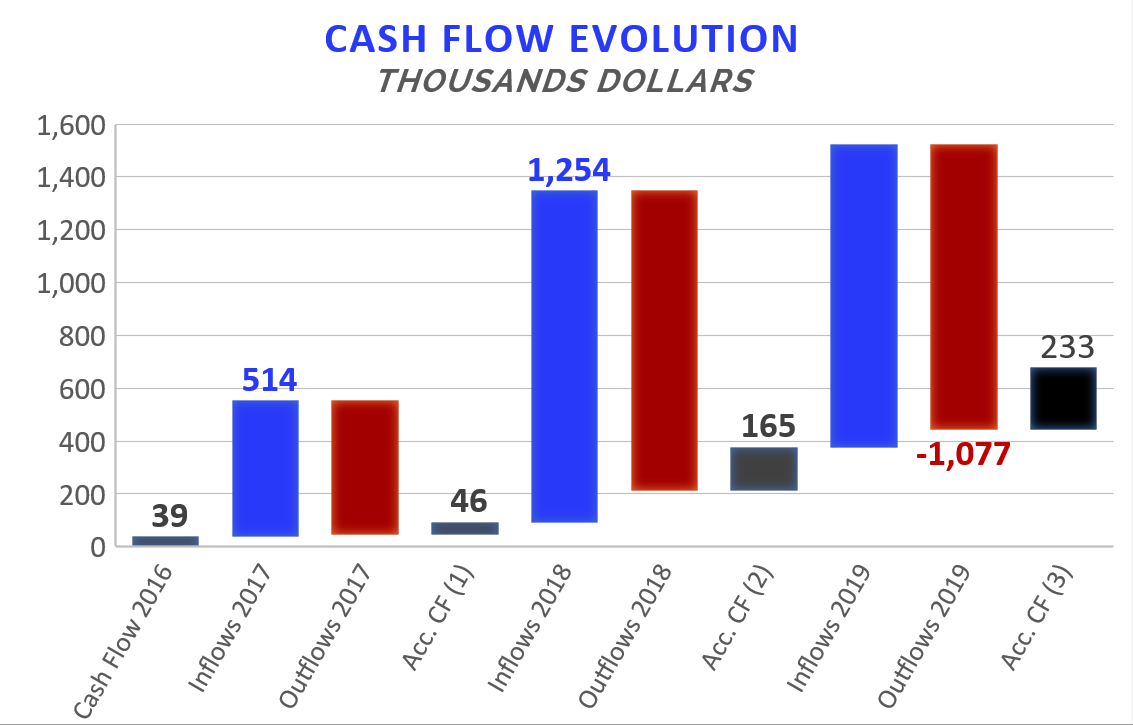 CASH FLOW EVOLUTION
THOUSANDS DOLLARS
1,600
1,400
1,200
1,000
800
600
400
200
0
39
514
46
1,254
165
-1,077
233
Cash Flow 2016
Inflows 2017
Outflows 2017
Acc. CF (1)
Inflows 2018
Outflows 2018
Acc. CF (2)
Inflows 2019
Outflows 2019
Acc. CF (3)